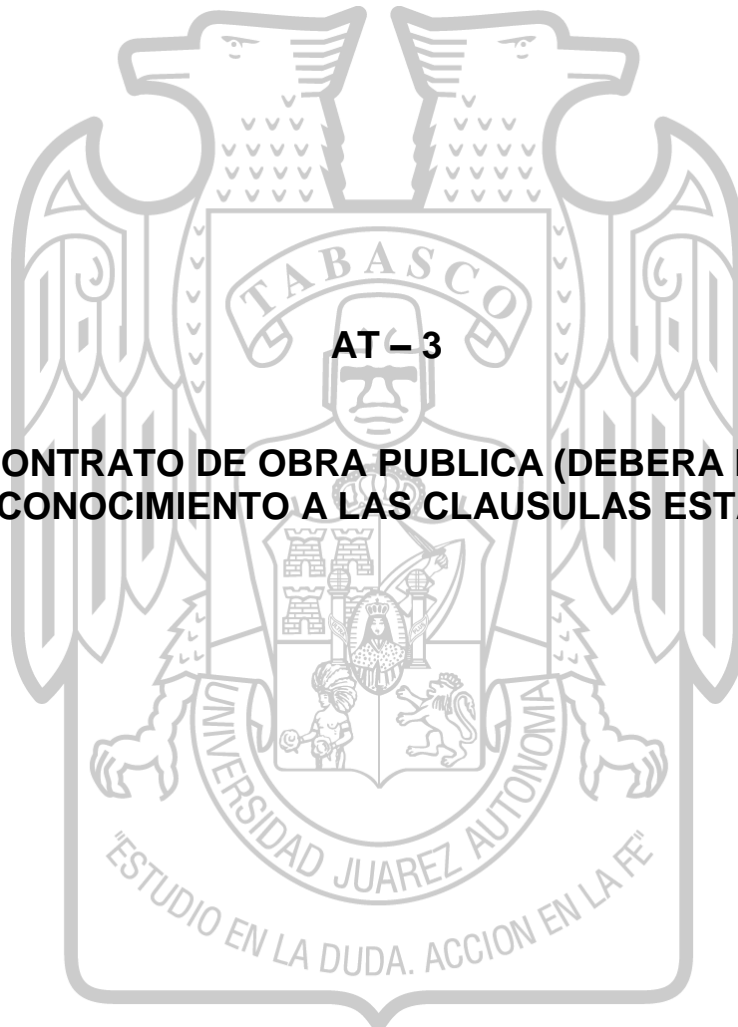 TABASCO
AT – 3
ONTRATO DE OBRA PUBLICA (DEBERA
CONOCIMIENTO A LAS CLAUSULAS ESTA
UNIVERSIDAD JUAREZ AUTONOMA
"ESTUDIO EN LA DUDA. ACCION EN LA FE"